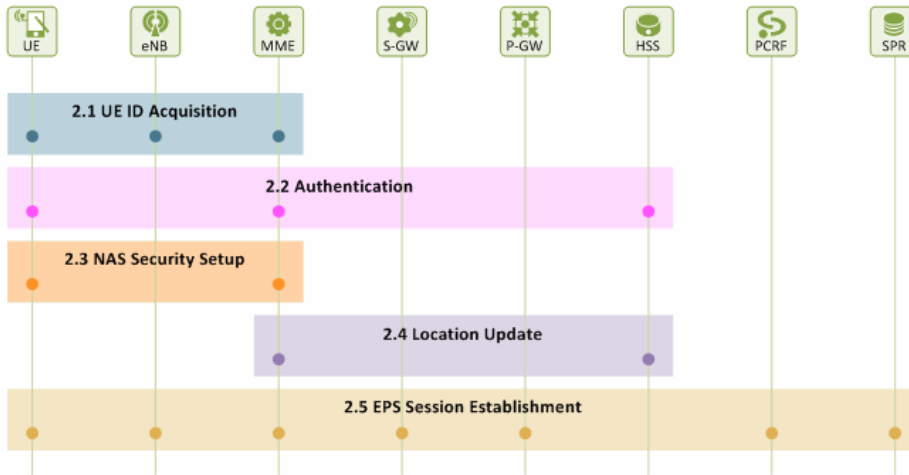 UE eNB MME S-GW P-GW HSS PCRF SPR
2.1 UE ID Acquisition
2.2 Authentication
2.3 NAS Security Setup
2.4 Location Update
2.5 EPS Session Establishment